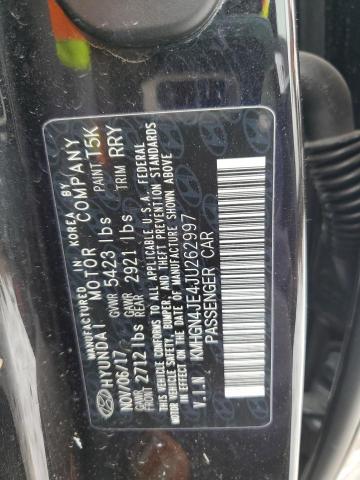 MANUFACTURED IN KOREA BY
HYUNDAI MOTOR COMPANY
NOV/08/17 GVWR 5423 lbs PAINT T5K
GAWR FRONT 2712 lbs GAWR REAR 2921 lbs TRIM RRY
THIS VEHICLE CONFORMS TO ALL APPLICABLE U.S.A. FEDERAL
MOTOR VEHICLE SAFETY, BUMPER, AND THEFT PREVENTION STANDARDS
IN EFFECT ON THE DATE OF MANUFACTURE SHOWN ABOVE
V.I.N KMHGN4JE4JU262997
PASSENGER CAR